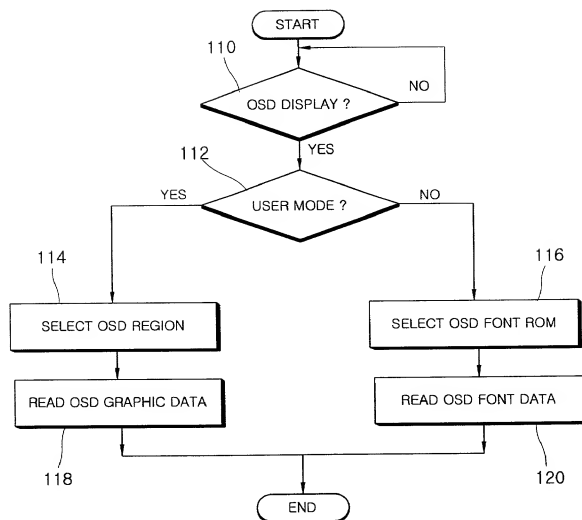 START
110
NO
OSD DISPLAY ?
YES
112
YES
USER MODE ?
NO
114
116
SELECT OSD REGION
SELECT OSD FONT ROM
READ OSD GRAPHIC DATA
READ OSD FONT DATA
118
120
END